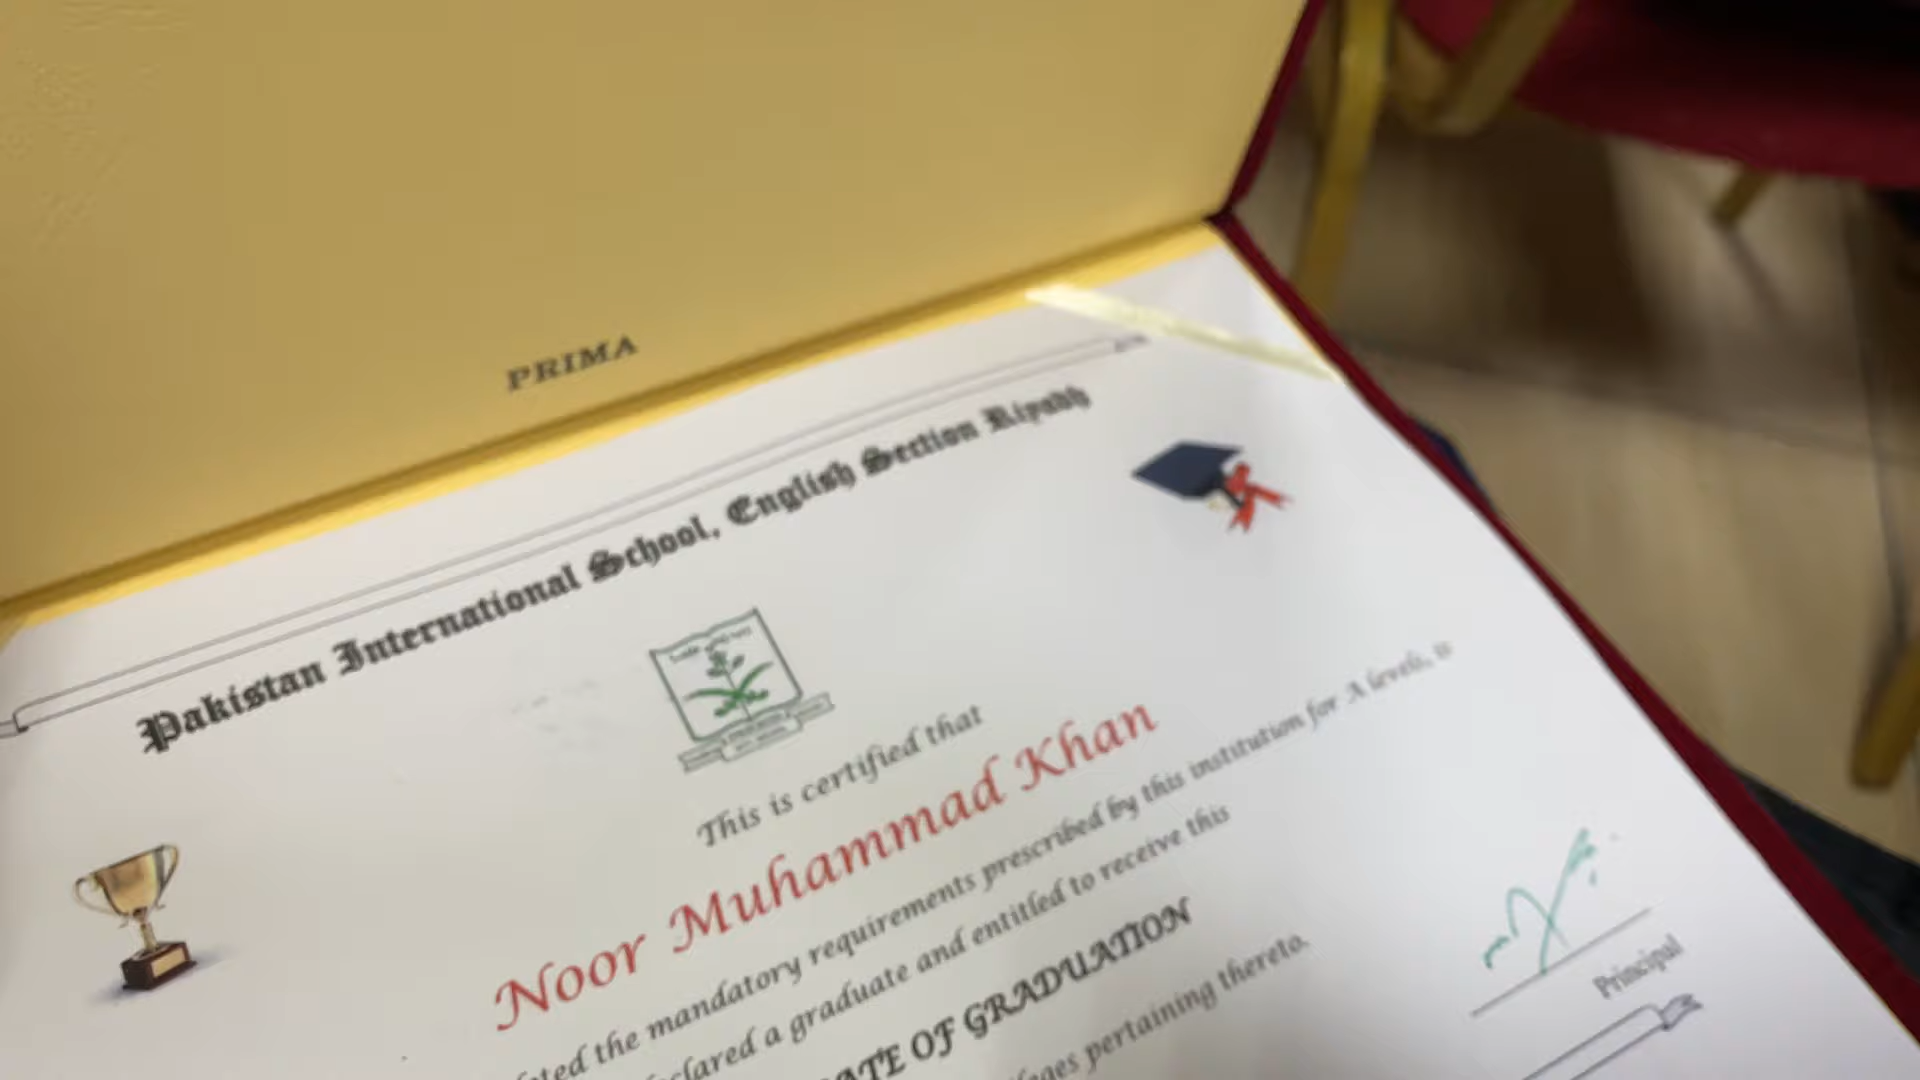 PRIMA
Pakistan International School, English Section Riyadh
This is certified that
Noor Muhammad Khan
the mandatory requirements prescribed by this institution for A levels, is
a graduate and entitled to receive this
OF GRADUATION
pertaining thereto.
Principal